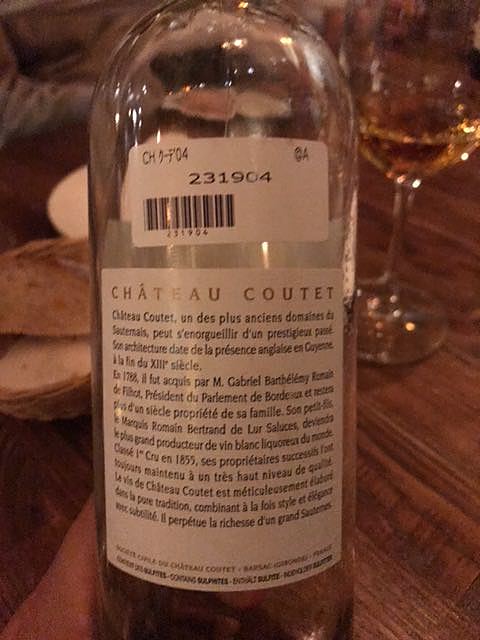 CH ｸｰﾃﾞ'04 @A
231904
231904
CHÂTEAU COUTET
Château Coutet, un des plus anciens domaines du
Sauternais, peut s'enorgueillir d'un prestigieux passé.
Son architecture date de la présence anglaise en Guyenne,
à la fin du XIIIᵉ siècle.
En 1788, il fut acquis par M. Gabriel Barthélémy Romain
de Filhot, Président du Parlement de Bordeaux et restera
plus d'un siècle propriété de sa famille. Son petit-fils,
le Marquis Romain Bertrand de Lur Saluces, deviendra
le plus grand producteur de vin blanc liquoreux du monde.
Classé 1ᵉʳ Cru en 1855, ses propriétaires successifs l'ont
toujours maintenu à un très haut niveau de qualité.
Le vis de Château Coutet est méticuleusement élaboré
dans la pure tradition, combinant à la fois style et élégance
avec subtilité. Il perpétue la richesse d'un grand Sauternes.
SOCIÉTÉ CIVILE DU CHÂTEAU COUTET - BARSAC (GIRONDE) - FRANCE
CONTIENT DES SULFITES - CONTAINS SULPHITES - ENTHÄLT SULFITE